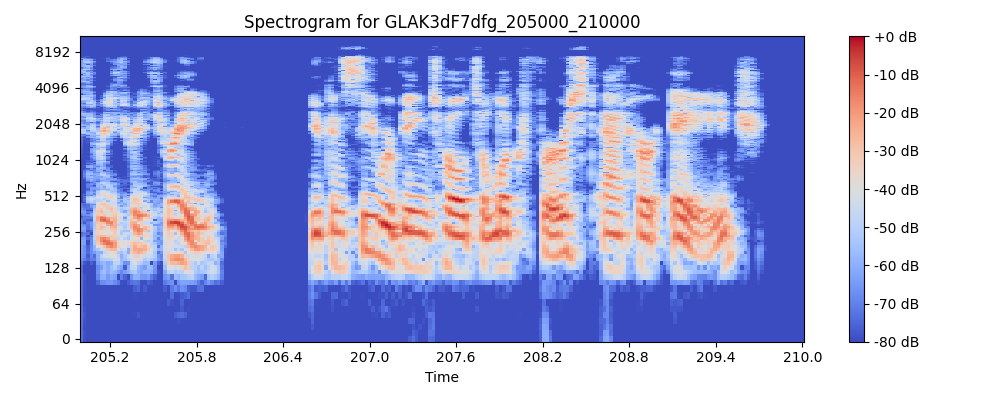 Spectrogram for GLAK3dF7dfg_205000_210000
Hz
8192
4096
2048
1024
512
256
128
64
0
205.2 205.8 206.4 207.0 207.6 208.2 208.8 209.4 210.0
Time
+0 dB
-10 dB
-20 dB
-30 dB
-40 dB
-50 dB
-60 dB
-70 dB
-80 dB